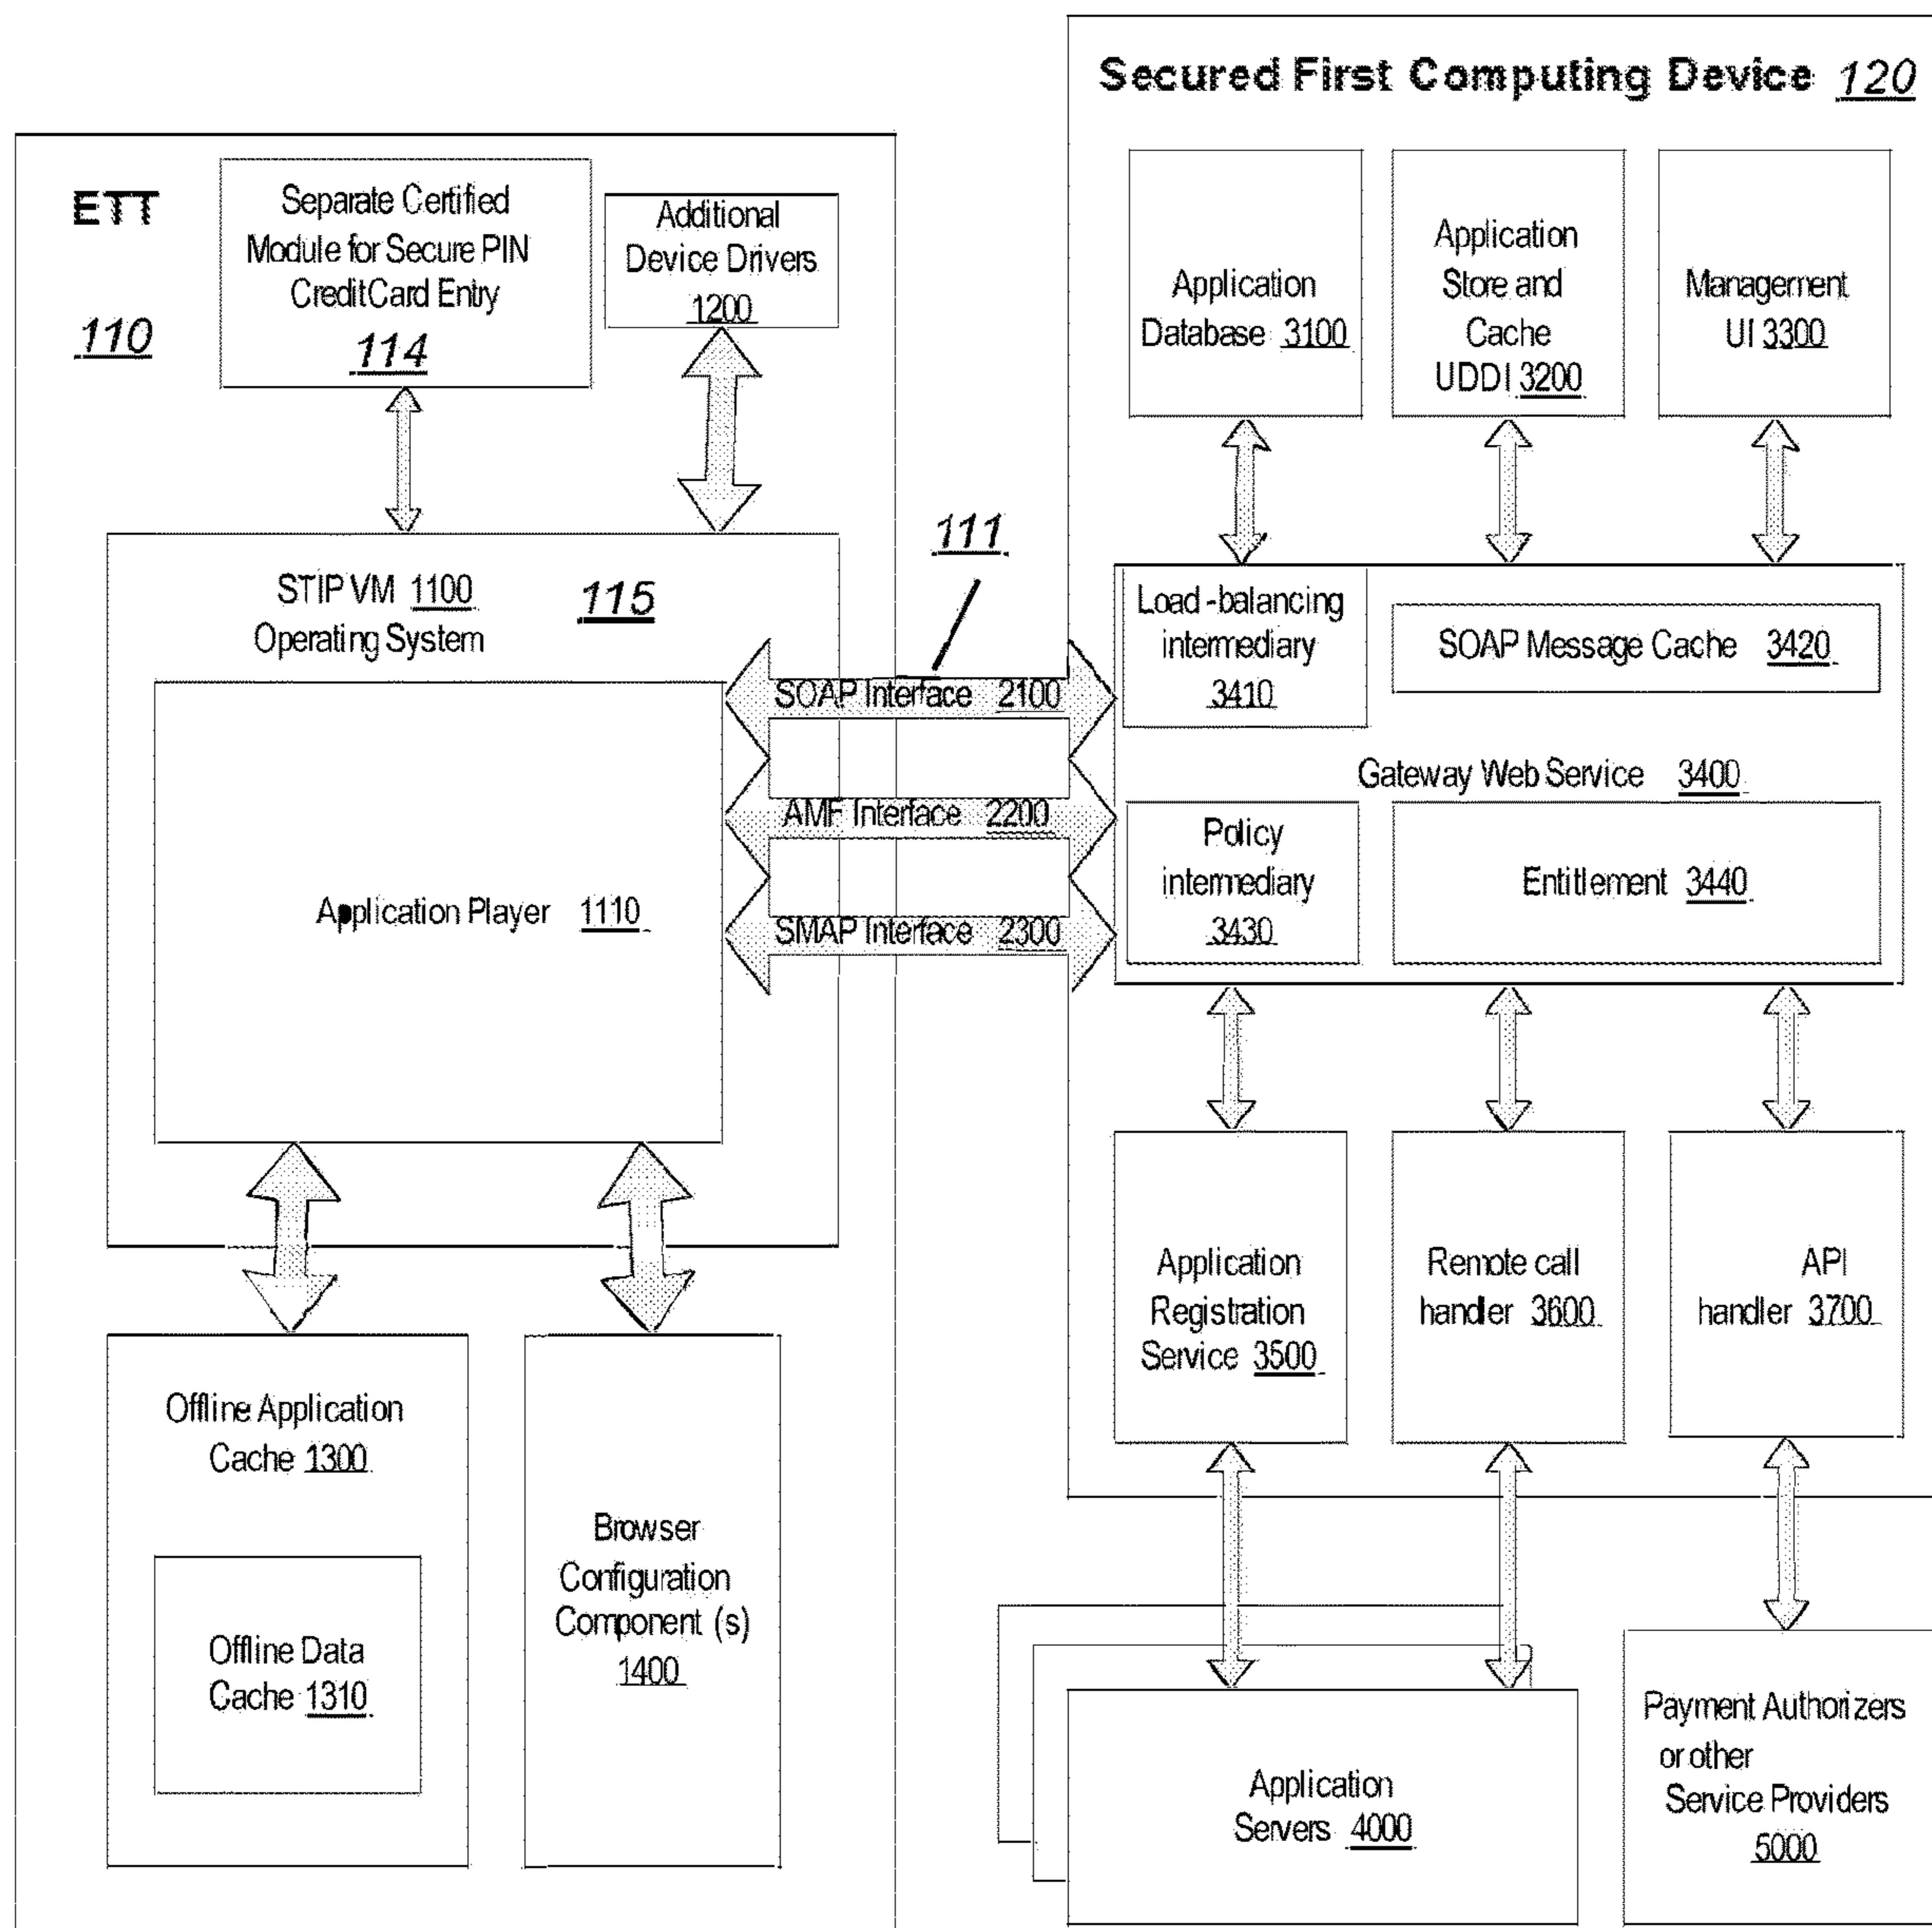 Secured First Computing Device 120
ETT
110
Separate Certified
Module for Secure PIN
Credit Card Entry
114
Additional
Device Drivers
1200
STIP VM 1100
Operating System
115
Application Player 1110
Offline Application
Cache 1300
Offline Data
Cache 1310
Browser
Configuration
Component (s)
1400
111
SOAP Interface 2100
AMF Interface 2200
SMAP Interface 2300
Application
Database 3100
Application
Store and
Cache
UDDI 3200
Management
UI 3300
Load-balancing
intermediary
3410
SOAP Message Cache 3420
Gateway Web Service 3400
Policy
intermediary
3430
Entitlement 3440
Application
Registration
Service 3500
Remote call
handler 3600
API
handler 3700
Application
Servers 4000
Payment Authorizers
or other
Service Providers
5000